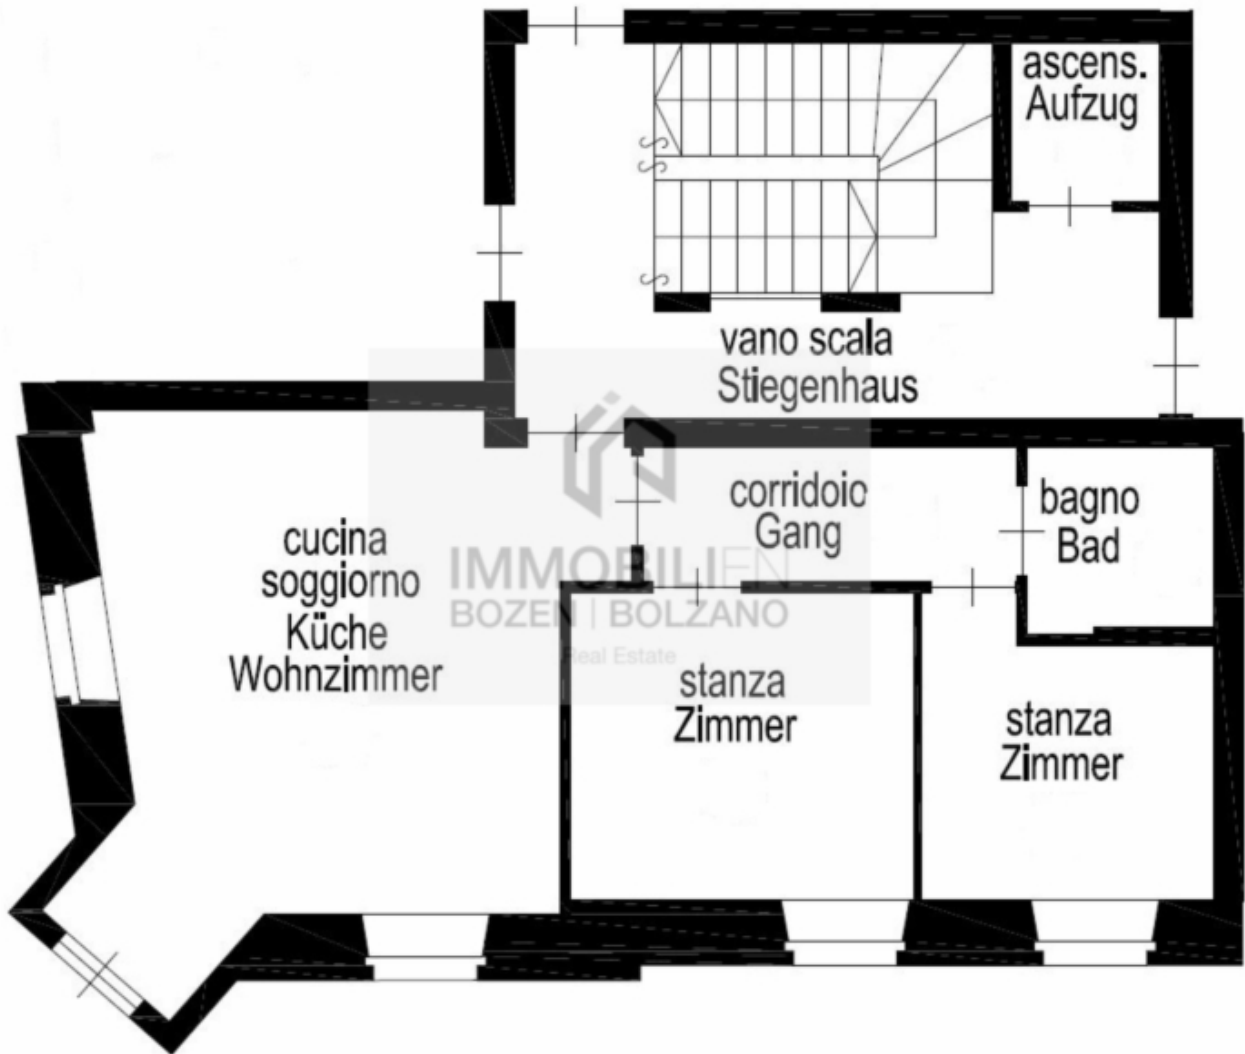 ascens.
Aufzug
S
S
S
vano scala
Stiegenhaus
corridoio
Gang
bagno
Bad
cucina
soggiorno
Küche
Wohnzimmer
IMMOBILIEN
BOZEN | BOLZANO
Real Estate
stanza
Zimmer
stanza
Zimmer